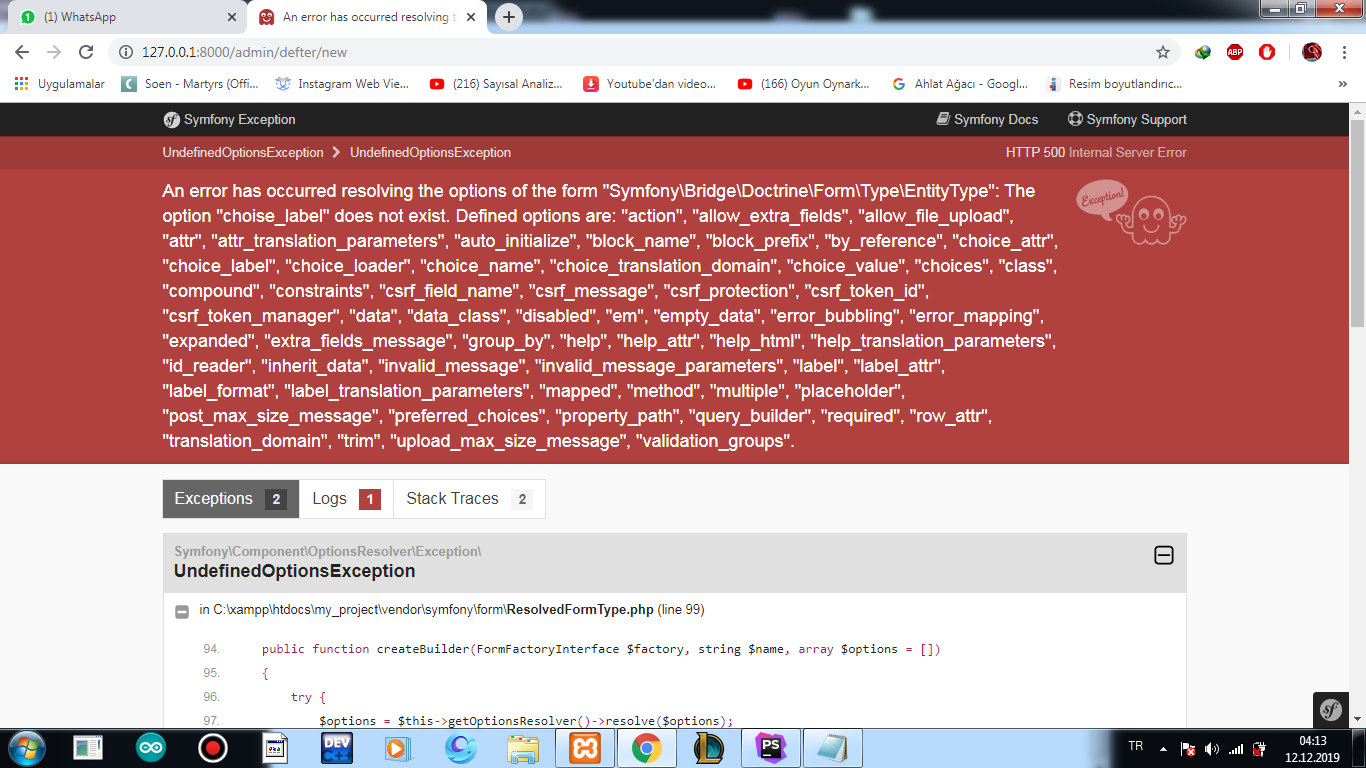 (1) WhatsApp
An error has occurred resolving t
127.0.0.1:8000/admin/defter/new
ABP
Uygulamalar
Soen - Martyrs (Offi...
Instagram Web Vie...
(216) Sayısal Analiz...
Youtube'dan video...
(166) Oyun Oynark...
Ahlat Ağacı - Googl...
Resim boyutlandırıc...
»
sf Symfony Exception
Symfony Docs
Symfony Support
UndefinedOptionsException > UndefinedOptionsException
HTTP 500 Internal Server Error
An error has occurred resolving the options of the form "Symfony\Bridge\Doctrine\Form\Type\EntityType": The
option "choise_label" does not exist. Defined options are: "action", "allow_extra_fields", "allow_file_upload",
"attr", "attr_translation_parameters", "auto_initialize", "block_name", "block_prefix", "by_reference", "choice_attr",
"choice_label", "choice_loader", "choice_name", "choice_translation_domain", "choice_value", "choices", "class",
"compound", "constraints", "csrf_field_name", "csrf_message", "csrf_protection", "csrf_token_id",
"csrf_token_manager", "data", "data_class", "disabled", "em", "empty_data", "error_bubbling", "error_mapping",
"expanded", "extra_fields_message", "group_by", "help", "help_attr", "help_html", "help_translation_parameters",
"id_reader", "inherit_data", "invalid_message", "invalid_message_parameters", "label", "label_attr",
"label_format", "label_translation_parameters", "mapped", "method", "multiple", "placeholder",
"post_max_size_message", "preferred_choices", "property_path", "query_builder", "required", "row_attr",
"translation_domain", "trim", "upload_max_size_message", "validation_groups".
Exception!
Exceptions 2
Logs 1
Stack Traces 2
Symfony\Component\OptionsResolver\Exception\
UndefinedOptionsException
in C:\xampp\htdocs\my_project\vendor\symfony\form\ResolvedFormType.php (line 99)
94. public function createBuilder(FormFactoryInterface $factory, string $name, array $options = [])
95. {
96. try {
97. $options = $this->getOptionsResolver()->resolve($options);
sf
DEV C++
PS
TR
04:13
12.12.2019